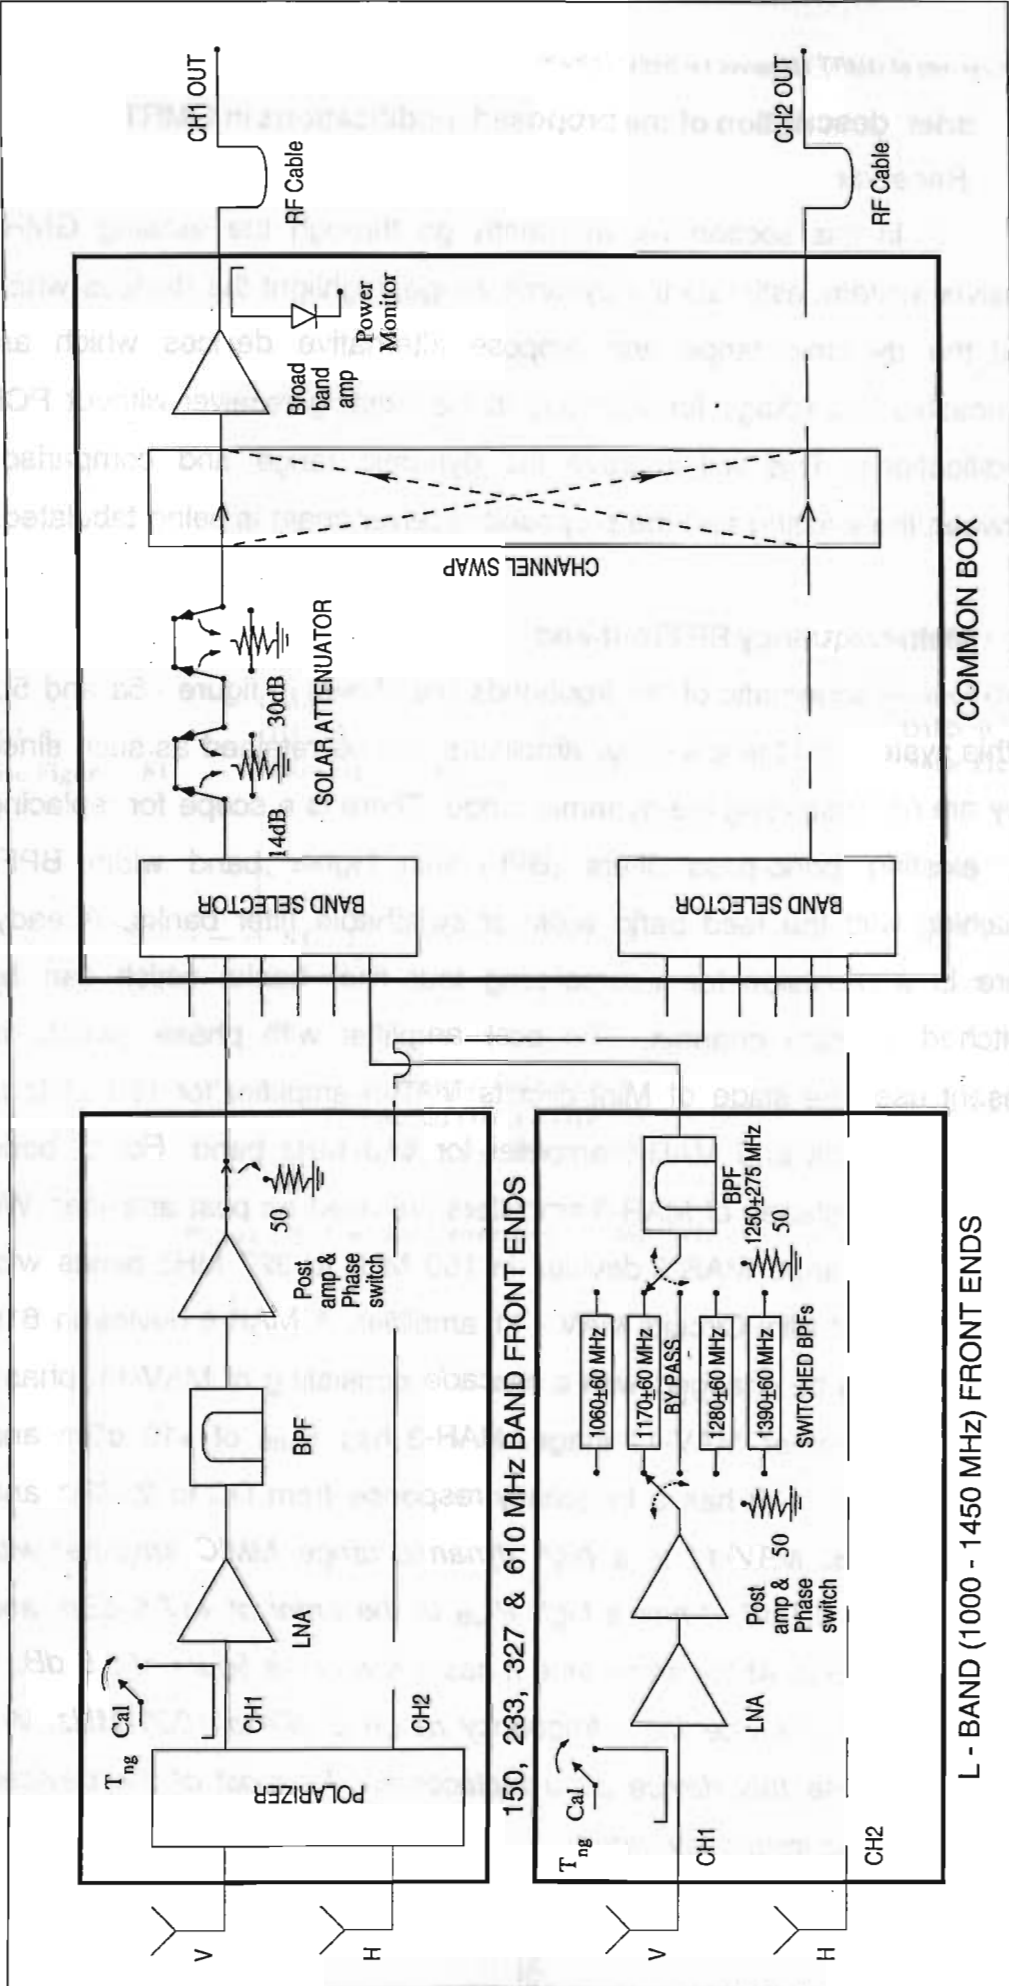 V
H
T ng
Cal
POLARIZER
CH1
CH2
LNA
BPF
Post
amp &
Phase
switch
50
150, 233, 327 & 610 MHz BAND FRONT ENDS
V
H
T ng
Cal
CH1
CH2
LNA
Post
amp &
Phase
switch
50
1060±60 MHz
1170±60 MHz
BY PASS
1280±60 MHz
1390±60 MHz
SWITCHED BPFs
50
BPF
1250±275 MHz
L - BAND (1000 - 1450 MHz) FRONT ENDS
BAND SELECTOR
BAND SELECTOR
14dB
30dB
SOLAR ATTENUATOR
CHANNEL SWAP
Broad
band
amp
Power
Monitor
COMMON BOX
RF Cable
CH1 OUT
RF Cable
CH2 OUT